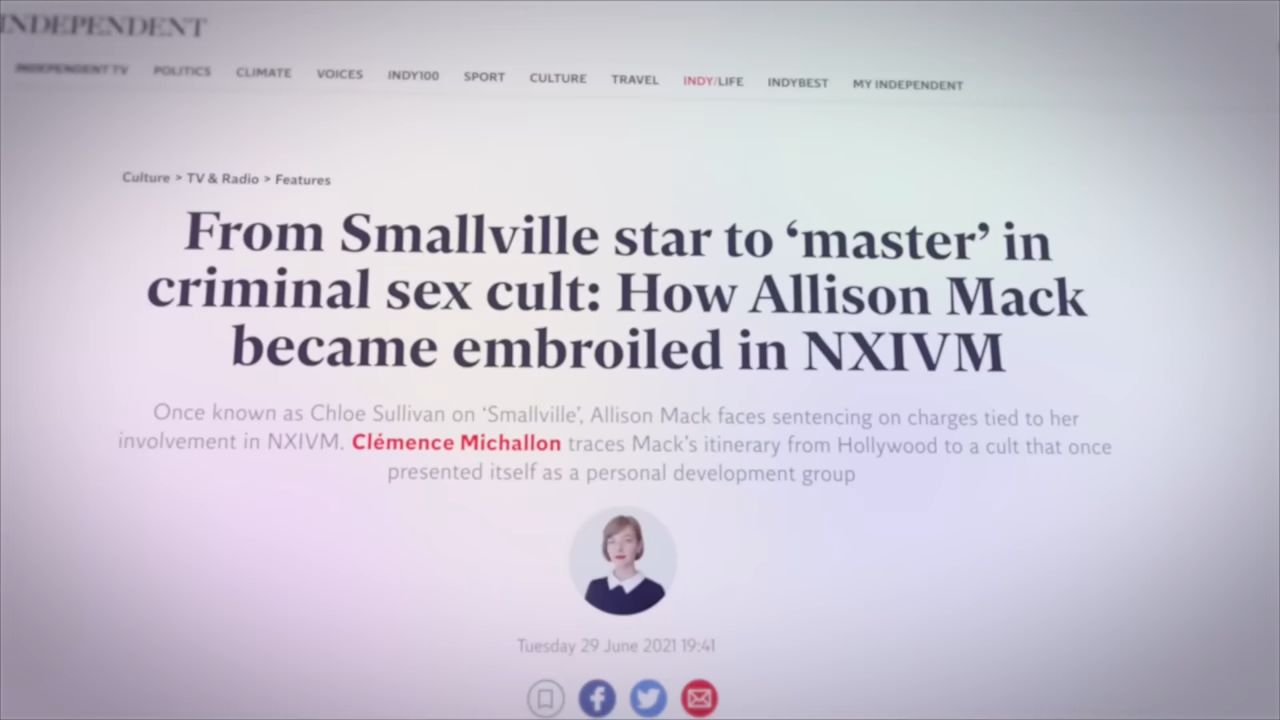 INDEPENDENT
INDEPENDENT TV POLITICS CLIMATE VOICES INDY100 SPORT CULTURE TRAVEL INDY/LIFE INDYBEST MY INDEPENDENT
Culture > TV & Radio > Features
From Smallville star to ‘master’ in
criminal sex cult: How Allison Mack
became embroiled in NXIVM
Once known as Chloe Sullivan on ‘Smallville’, Allison Mack faces sentencing on charges tied to her
involvement in NXIVM. Clémence Michallon traces Mack’s itinerary from Hollywood to a cult that once
presented itself as a personal development group
Tuesday 29 June 2021 19:41